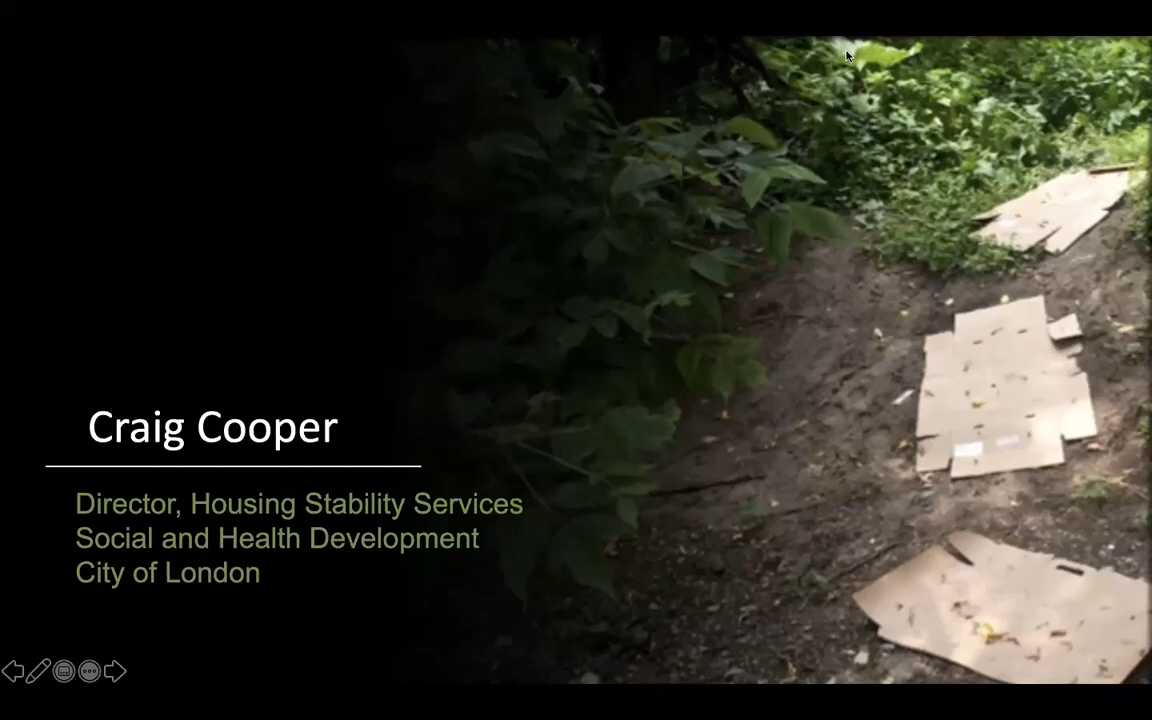 Craig Cooper
Director, Housing Stability Services
Social and Health Development
City of London